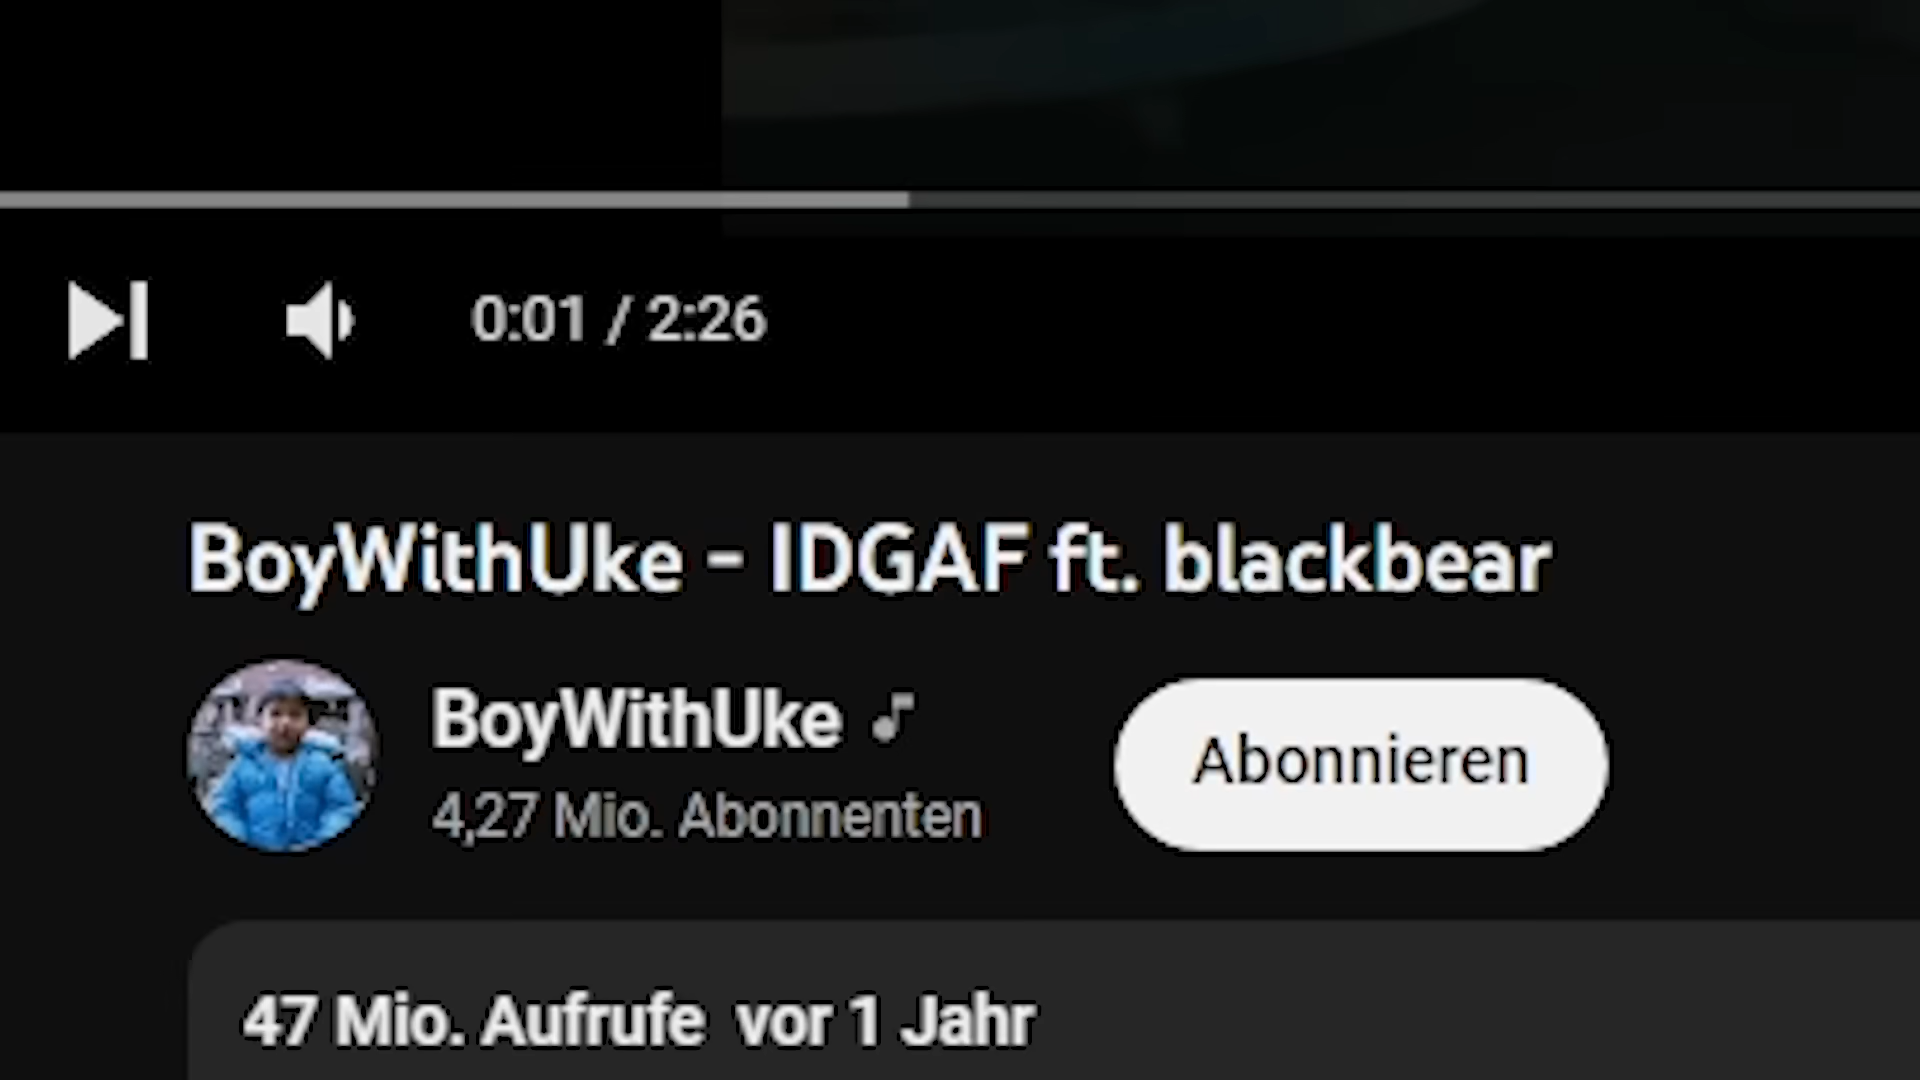 0:01 / 2:26
BoyWithUke - IDGAF ft. blackbear
BoyWithUke
Abonnieren
4,27 Mio. Abonnenten
47 Mio. Aufrufe vor 1 Jahr